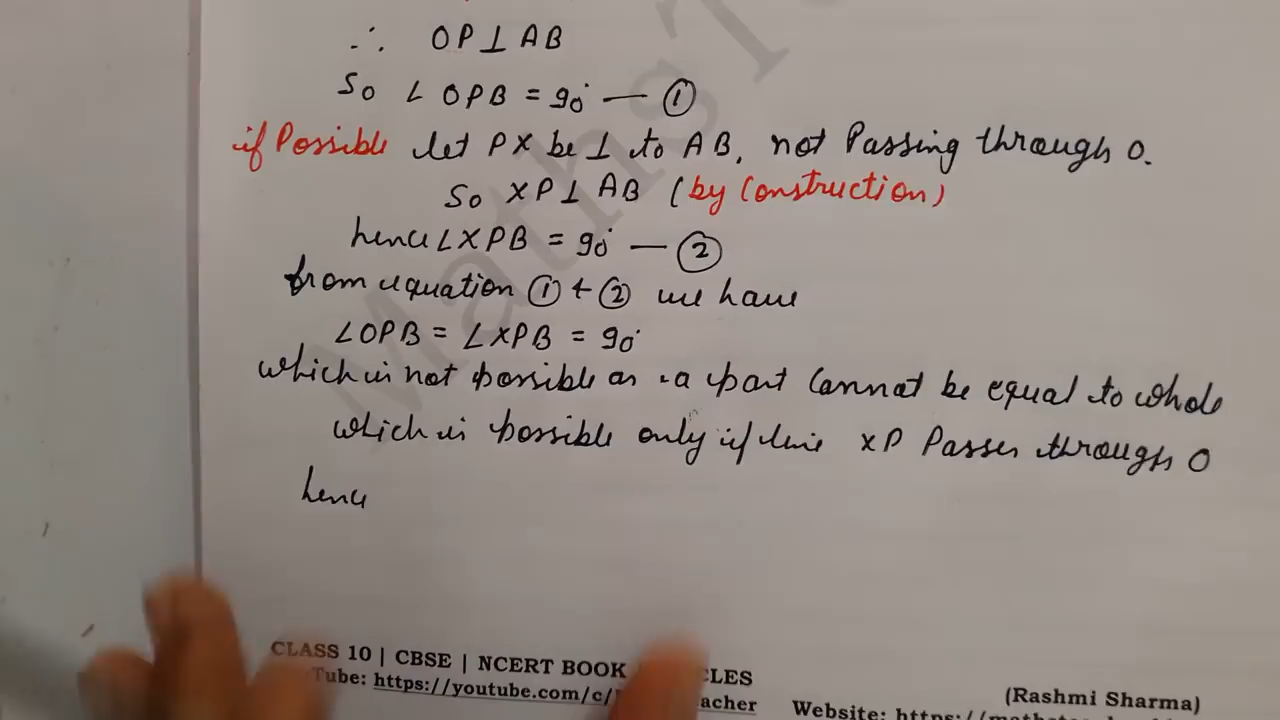 ∴ OP ⊥ AB
So ∠OPB = 90° — ①
if Possible let PX be ⊥ to AB, not Passing through O.
So XP ⊥ AB (by Construction)
hence ∠XPB = 90° — ②
from equation ① + ② we have
∠OPB = ∠XPB = 90°
which is not possible as a part Cannot be equal to whole
which is possible only if line XP Passes through O
hence
CLASS 10 | CBSE | NCERT BOOK
Tube: https://youtube.com/c/
(Rashmi Sharma)
Website: